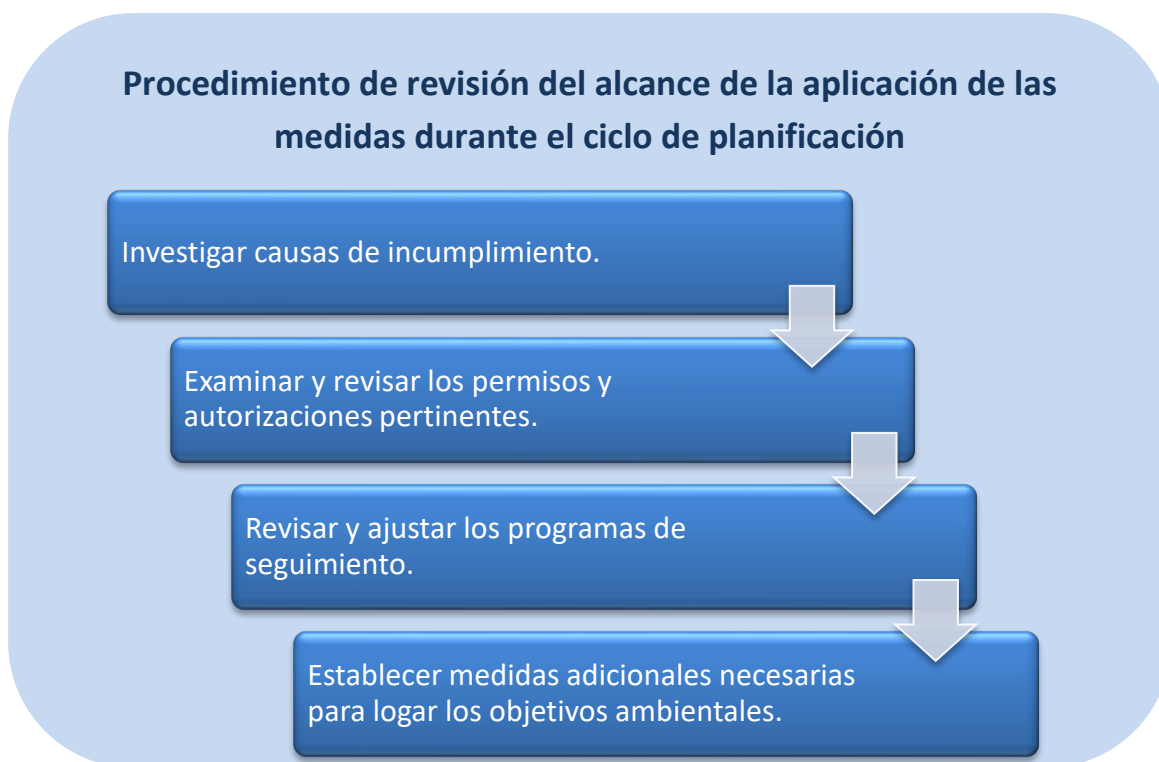 Procedimiento de revisión del alcance de la aplicación de las
medidas durante el ciclo de planificación
Investigar causas de incumplimiento.
Examinar y revisar los permisos y
autorizaciones pertinentes.
Revisar y ajustar los programas de
seguimiento.
Establecer medidas adicionales necesarias
para logar los objetivos ambientales.